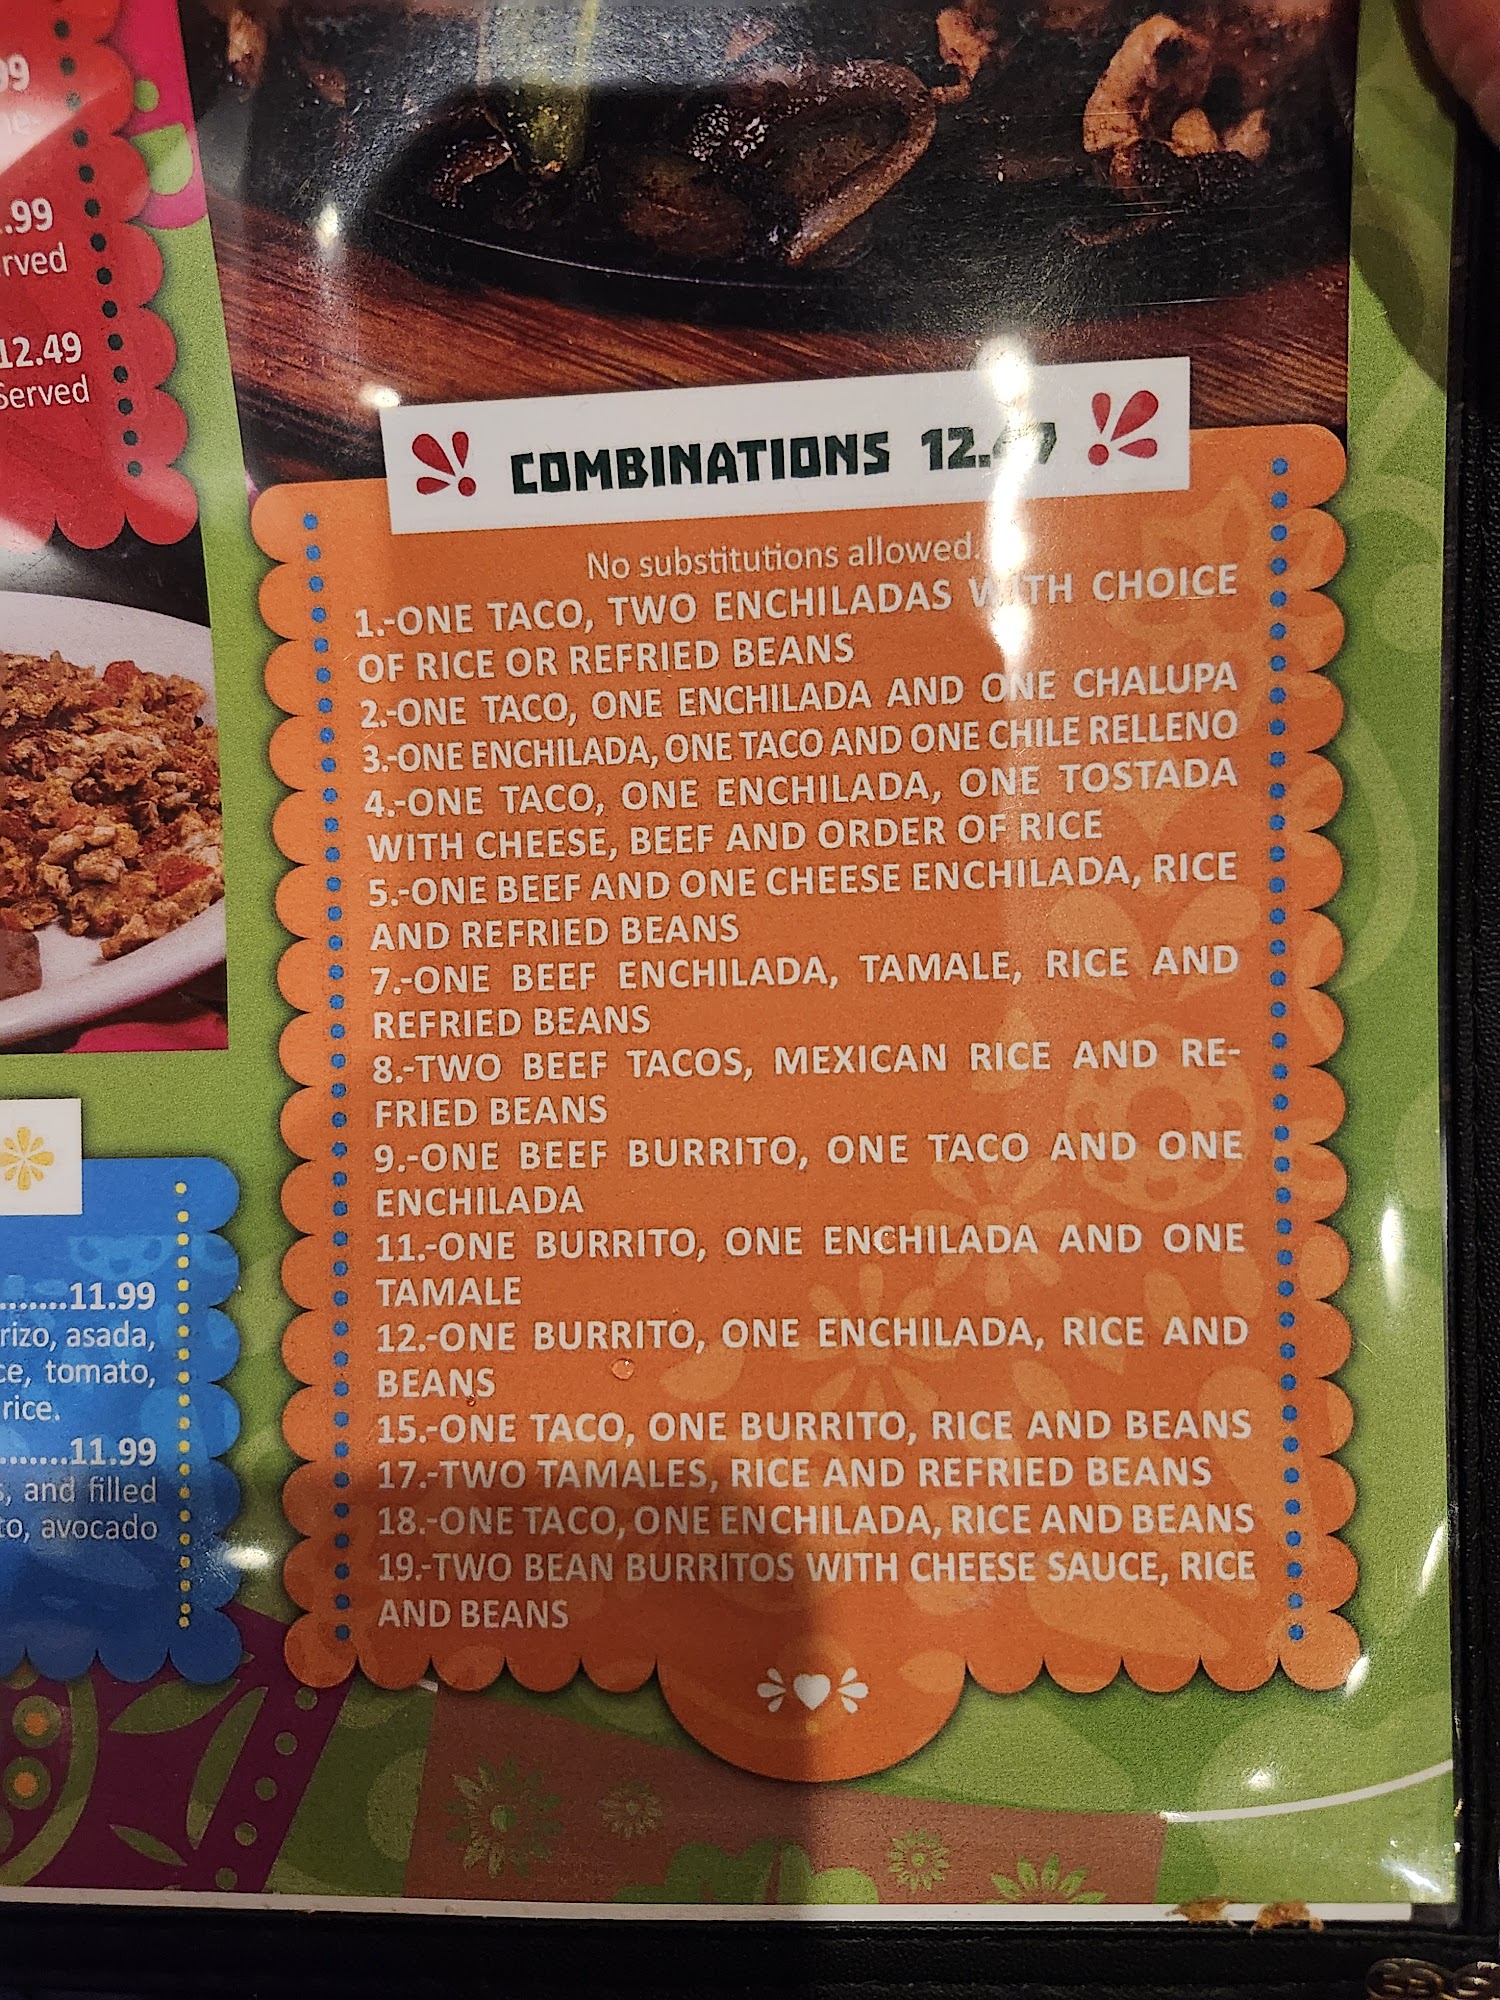 99
.99
rved
12.49
Served
COMBINATIONS
No substitutions allowed.
1.-ONE TACO, TWO ENCHILADAS WITH CHOICE
OF RICE OR REFRIED BEANS
2.-ONE TACO, ONE ENCHILADA AND ONE CHALUPA
3.-ONE ENCHILADA, ONE TACO AND ONE CHILE RELLENO
4.-ONE TACO, ONE ENCHILADA, ONE TOSTADA
WITH CHEESE, BEEF AND ORDER OF RICE
5.-ONE BEEF AND ONE CHEESE ENCHILADA, RICE
AND REFRIED BEANS
7.-ONE BEEF ENCHILADA, TAMALE, RICE AND
REFRIED BEANS
8.-TWO BEEF TACOS, MEXICAN RICE AND RE-
FRIED BEANS
9.-ONE BEEF BURRITO, ONE TACO AND ONE
ENCHILADA
11.-ONE BURRITO, ONE ENCHILADA AND ONE
TAMALE
12.-ONE BURRITO, ONE ENCHILADA, RICE AND
BEANS
15.-ONE TACO, ONE BURRITO, RICE AND BEANS
17.-TWO TAMALES, RICE AND REFRIED BEANS
18.-ONE TACO, ONE ENCHILADA, RICE AND BEANS
19.-TWO BEAN BURRITOS WITH CHEESE SAUCE, RICE
AND BEANS
.......11.99
rizo, asada,
ce, tomato,
rice.
.......11.99
s, and filled
to, avocado